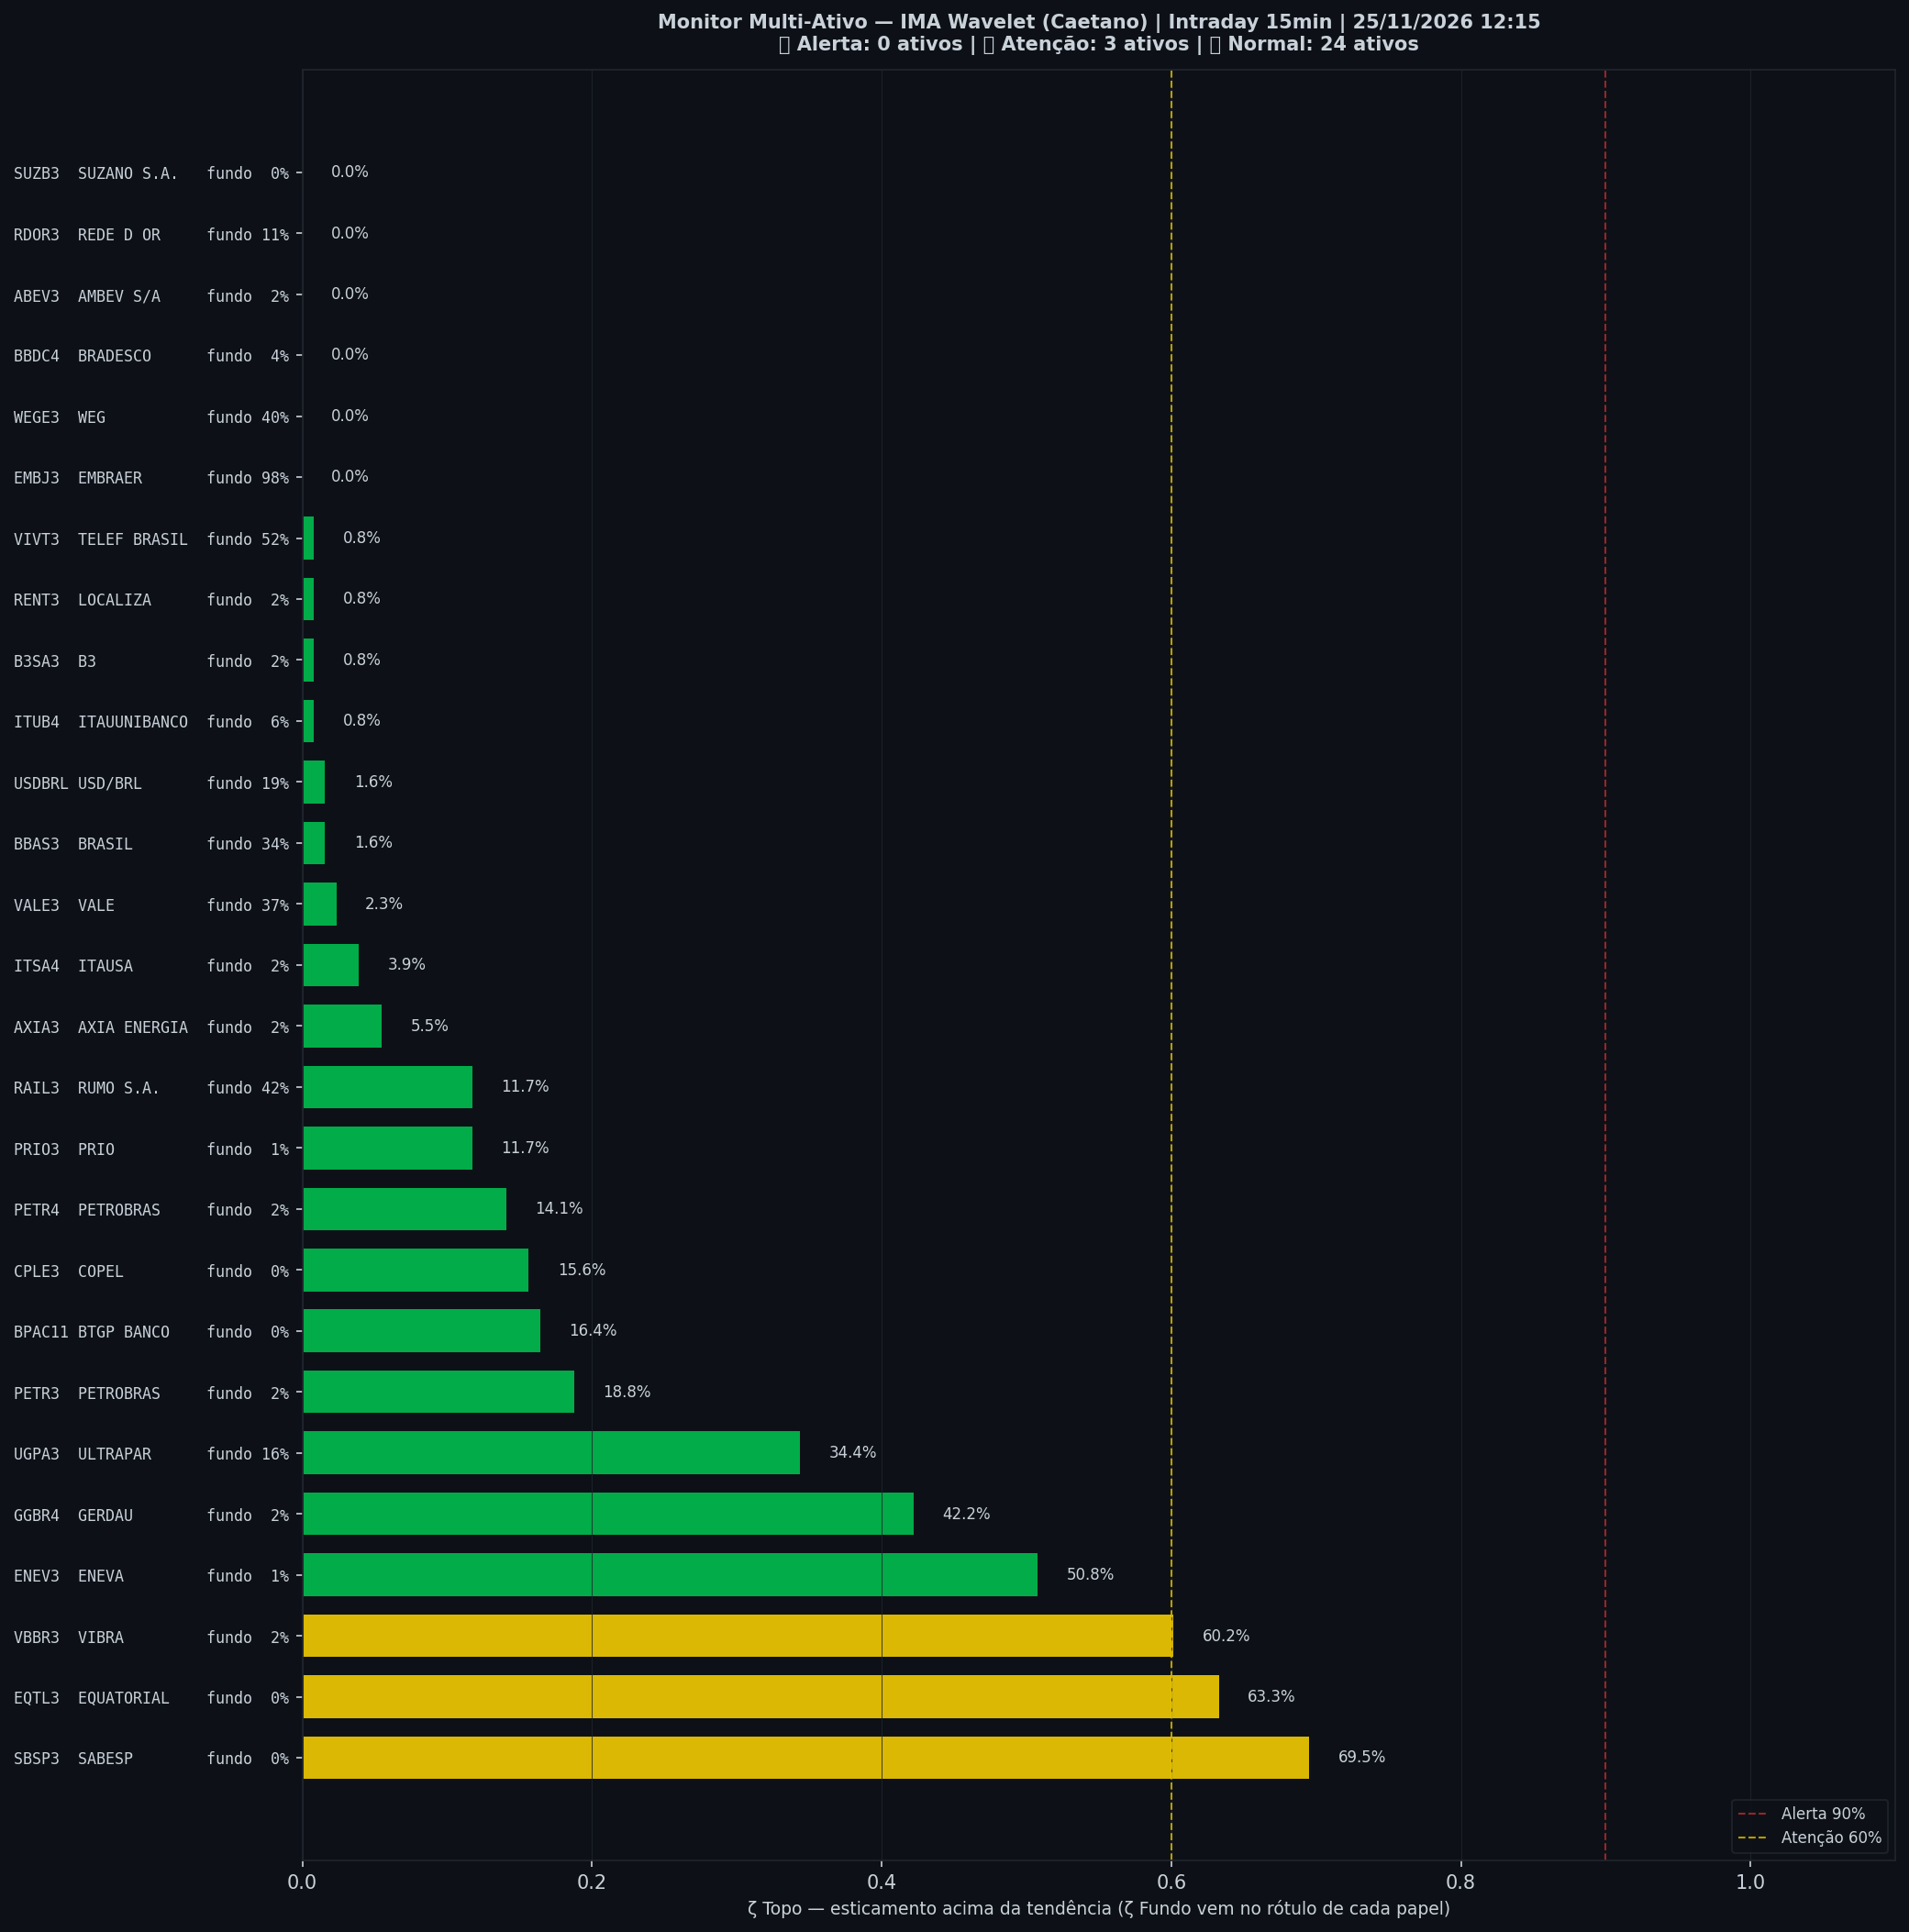 Monitor Multi-Ativo — IMA Wavelet (Caetano) | Intraday 15min | 25/11/2026 12:15
▯ Alerta: 0 ativos | ▯ Atenção: 3 ativos | ▯ Normal: 24 ativos
SUZB3 SUZANO S.A. fundo 0% 0.0%
RDOR3 REDE D OR fundo 11% 0.0%
ABEV3 AMBEV S/A fundo 2% 0.0%
BBDC4 BRADESCO fundo 4% 0.0%
WEGE3 WEG fundo 40% 0.0%
EMBJ3 EMBRAER fundo 98% 0.0%
VIVT3 TELEF BRASIL fundo 52% 0.8%
RENT3 LOCALIZA fundo 2% 0.8%
B3SA3 B3 fundo 2% 0.8%
ITUB4 ITAUUNIBANCO fundo 6% 0.8%
USDBRL USD/BRL fundo 19% 1.6%
BBAS3 BRASIL fundo 34% 1.6%
VALE3 VALE fundo 37% 2.3%
ITSA4 ITAUSA fundo 2% 3.9%
AXIA3 AXIA ENERGIA fundo 2% 5.5%
RAIL3 RUMO S.A. fundo 42% 11.7%
PRIO3 PRIO fundo 1% 11.7%
PETR4 PETROBRAS fundo 2% 14.1%
CPLE3 COPEL fundo 0% 15.6%
BPAC11 BTGP BANCO fundo 0% 16.4%
PETR3 PETROBRAS fundo 2% 18.8%
UGPA3 ULTRAPAR fundo 16% 34.4%
GGBR4 GERDAU fundo 2% 42.2%
ENEV3 ENEVA fundo 1% 50.8%
VBBR3 VIBRA fundo 2% 60.2%
EQTL3 EQUATORIAL fundo 0% 63.3%
SBSP3 SABESP fundo 0% 69.5%
Alerta 90%
Atenção 60%
0.0 0.2 0.4 0.6 0.8 1.0
ζ Topo — esticamento acima da tendência (ζ Fundo vem no rótulo de cada papel)